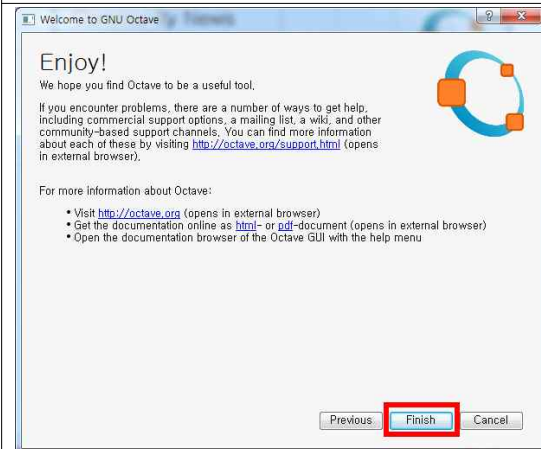 Welcome to GNU Octave
Enjoy!
We hope you find Octave to be a useful tool.
If you encounter problems, there are a number of ways to get help,
including commercial support options, a mailing list, a wiki, and other
community-based support channels. You can find more information
about each of these by visiting http://octave.org/support.html (opens
in external browser).
For more information about Octave:
• Visit http://octave.org (opens in external browser)
• Get the documentation online as html- or pdf-document (opens in external browser)
• Open the documentation browser of the Octave GUI with the help menu
Previous Finish Cancel